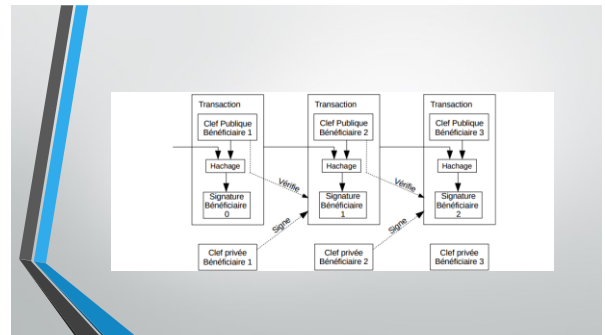 Transaction
Clef Publique
Bénéficiaire 1
Hachage
Signature
Bénéficiaire
0
Clef privée
Bénéficiaire 1
Transaction
Clef Publique
Bénéficiaire 2
Hachage
Signature
Bénéficiaire
1
Clef privée
Bénéficiaire 2
Transaction
Clef Publique
Bénéficiaire 3
Hachage
Signature
Bénéficiaire
2
Clef privée
Bénéficiaire 3
Vérifie
Signe
Vérifie
Signe